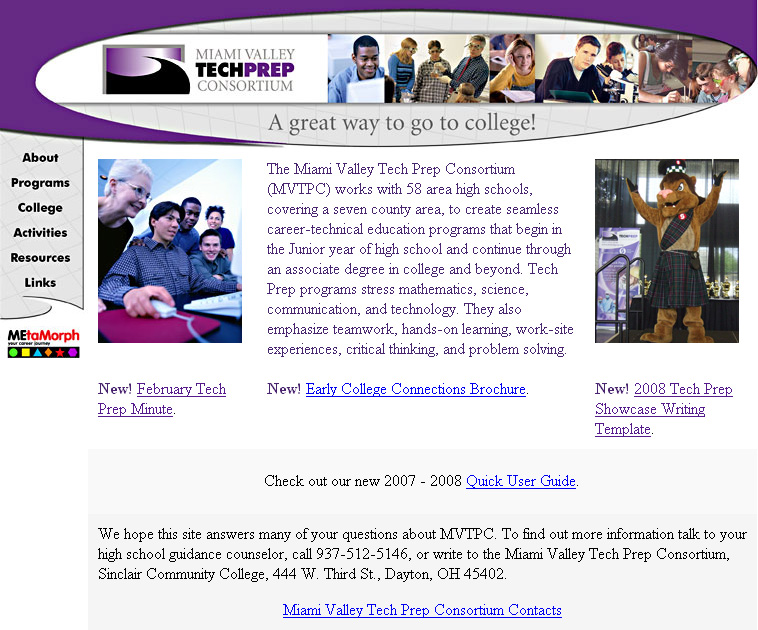 MIAMI VALLEY
TECHPREP
CONSORTIUM
A great way to go to college!
About
Programs
College
Activities
Resources
Links
MEtaMorph
your career journey
The Miami Valley Tech Prep Consortium
(MVTPC) works with 58 area high schools,
covering a seven county area, to create seamless
career-technical education programs that begin in
the Junior year of high school and continue through
an associate degree in college and beyond. Tech
Prep programs stress mathematics, science,
communication, and technology. They also
emphasize teamwork, hands-on learning, work-site
experiences, critical thinking, and problem solving.
New! February Tech
Prep Minute.
New! Early College Connections Brochure.
New! 2008 Tech Prep
Showcase Writing
Template.
Check out our new 2007 - 2008 Quick User Guide.
We hope this site answers many of your questions about MVTPC. To find out more information talk to your
high school guidance counselor, call 937-512-5146, or write to the Miami Valley Tech Prep Consortium,
Sinclair Community College, 444 W. Third St., Dayton, OH 45402.
Miami Valley Tech Prep Consortium Contacts